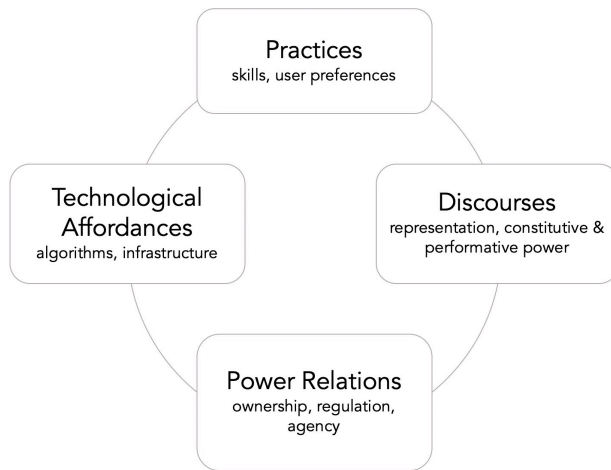 Practices
skills, user preferences
Technological
Affordances
algorithms, infrastructure
Discourses
representation, constitutive &
performative power
Power Relations
ownership, regulation,
agency